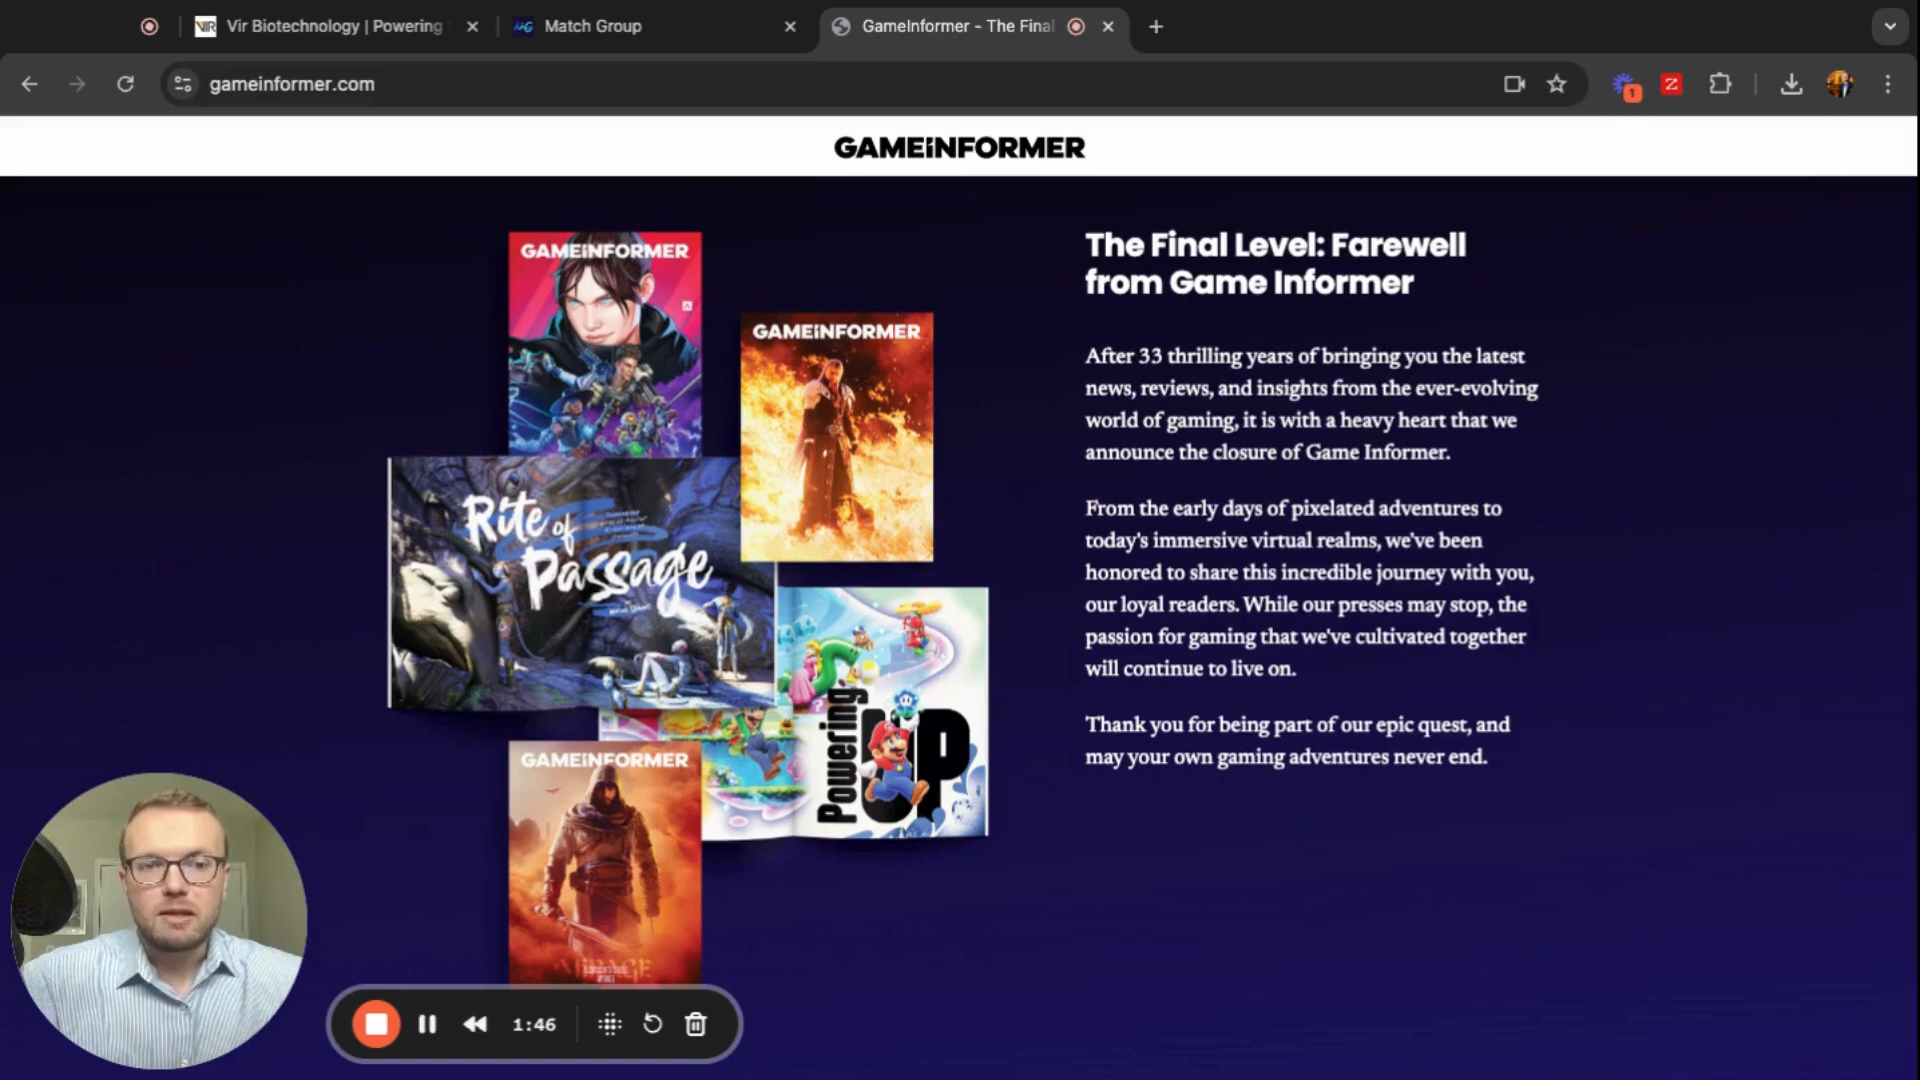 Vir Biotechnology | Powering
Match Group
GameInformer - The Final
gameinformer.com
1
Z
GAMEiNFORMER
GAMEiNFORMER
GAMEiNFORMER
The Final Level: Farewell
from Game Informer
After 33 thrilling years of bringing you the latest
news, reviews, and insights from the ever-evolving
world of gaming, it is with a heavy heart that we
announce the closure of Game Informer.
From the early days of pixelated adventures to
today's immersive virtual realms, we've been
honored to share this incredible journey with you,
our loyal readers. While our presses may stop, the
passion for gaming that we've cultivated together
will continue to live on.
Thank you for being part of our epic quest, and
may your own gaming adventures never end.
Rite of
Passage
Powering
UP
GAMEiNFORMER
MIRAGE
1:46